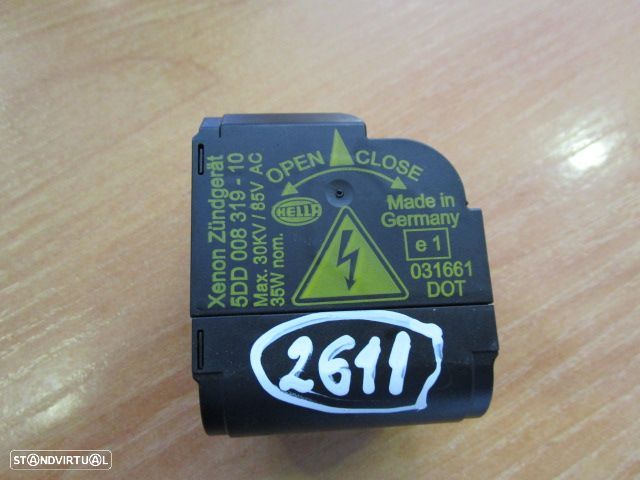 Xenon Zündgerät
5DD 008 319 - 10
Max. 30KV / 85V AC
35W nom.
OPEN CLOSE
HELLA
Made in
Germany
e 1
031661
DOT
2611
STANDVIRTUAL